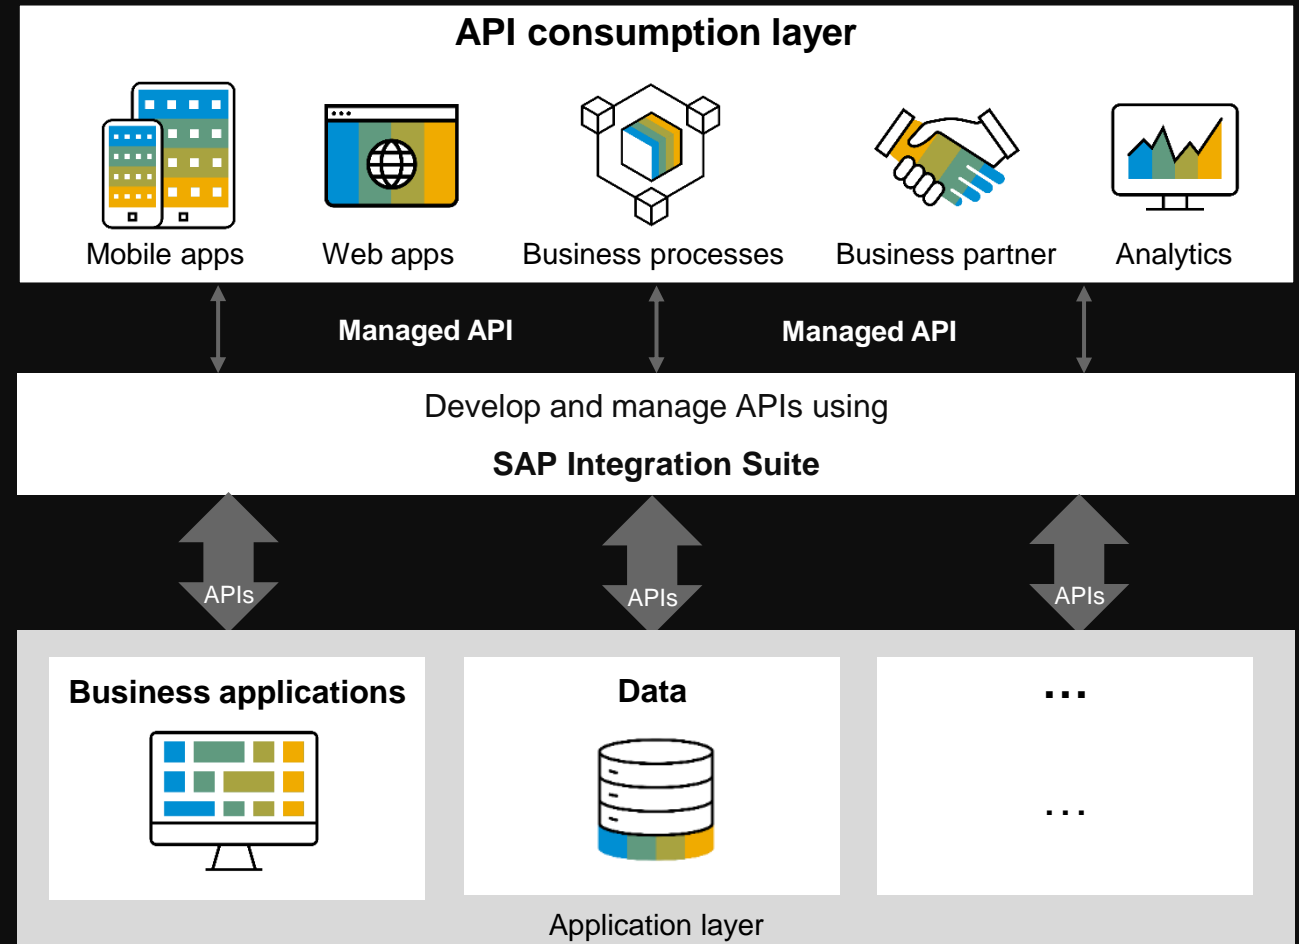 API consumption layer
Mobile apps
Web apps
Business processes
Business partner
Analytics
Managed API
Managed API
Develop and manage APIs using
SAP Integration Suite
APIs
APIs
APIs
Business applications
Data
...
...
Application layer